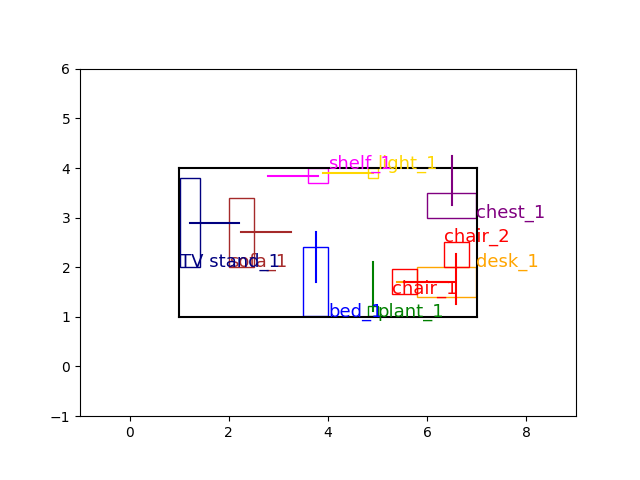 6
5
4
3
2
1
0
−1
0
2
4
6
8
shelf_1
light_1
chest_1
chair_2
TV stand_1
sofa_1
desk_1
chair_1
bed_1
plant_1